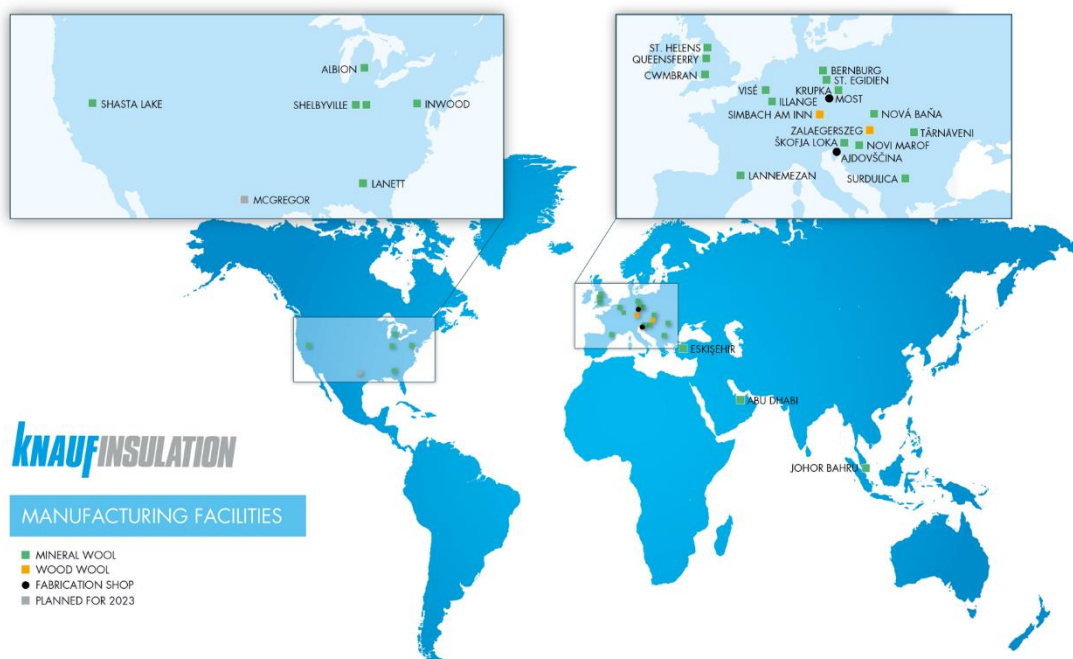 ALBION
SHASTA LAKE
SHELBYVILLE
INWOOD
LANETT
MCGREGOR
ST. HELENS
QUEENSFERRY
CWMBRAN
BERNBURG
ST. EGIDIEN
VISÉ
KRUPKA
MOST
ILLANGE
SIMBACH AM INN
NOVÁ BAŇA
ZALAEGERSZEG
TÂRNĂVENI
ŠKOFJA LOKA
NOVI MAROF
AJDOVŠČINA
LANNEMEZAN
SURDULICA
ESKIŞEHIR
ABU DHABI
JOHOR BAHRU
KNAUFINSULATION
MANUFACTURING FACILITIES
MINERAL WOOL
WOOD WOOL
FABRICATION SHOP
PLANNED FOR 2023